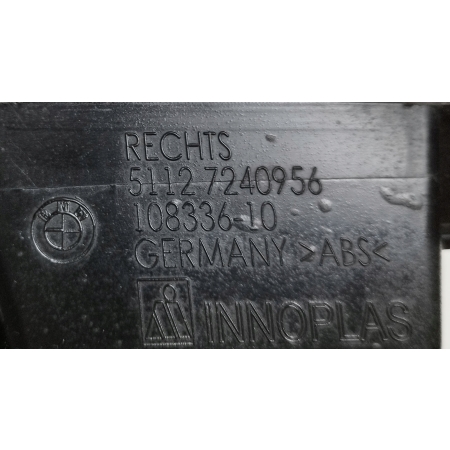 RECHTS
5112 7240956
108336-10
GERMANY >ABS<
INNOPLAS